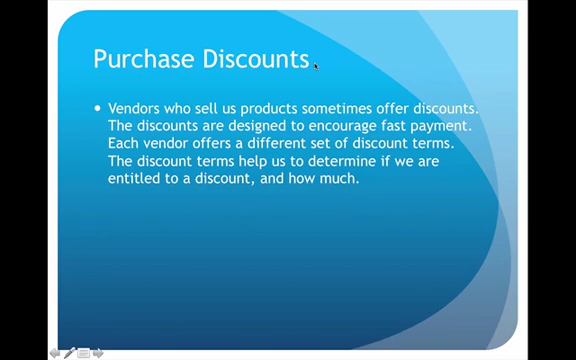 Purchase Discounts
• Vendors who sell us products sometimes offer discounts.
The discounts are designed to encourage fast payment.
Each vendor offers a different set of discount terms.
The discount terms help us to determine if we are
entitled to a discount, and how much.